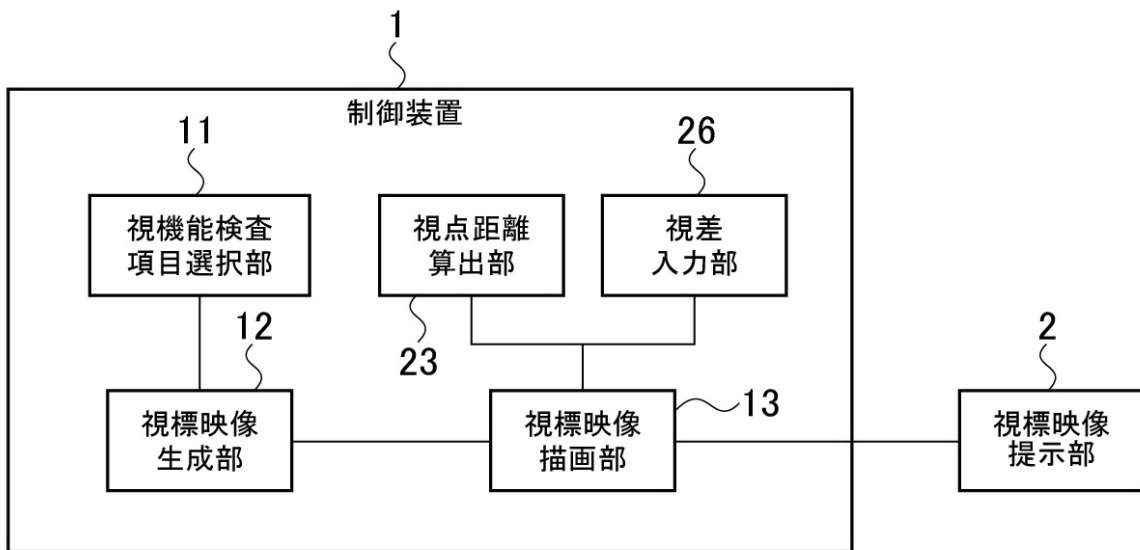 1
制御装置
11
26
視機能検査
項目選択部
視点距離
算出部
視差
入力部
12
23
2
視標映像
生成部
視標映像
描画部
13
視標映像
提示部